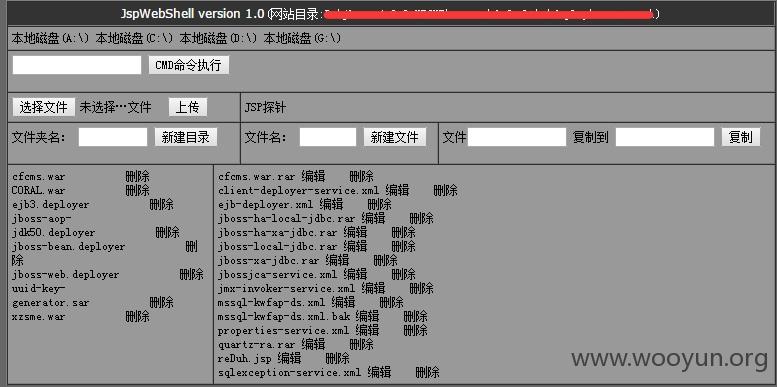 JspWebShell version 1.0(网站目录:)
本地磁盘(A:\) 本地磁盘(C:\) 本地磁盘(D:\) 本地磁盘(G:\)
CMD命令执行
选择文件 未选择…文件 上传 JSP探针
文件夹名: 新建目录 文件名: 新建文件 文件 复制到 复制
cfcms.war 删除
CORAL.war 删除
ejb3.deployer 删除
jboss-aop-
jdk50.deployer 删除
jboss-bean.deployer 删
除
jboss-web.deployer 删除
uuid-key-
generator.sar 删除
xzsme.war 删除
cfcms.war.rar 编辑 删除
client-deployer-service.xml 编辑 删除
ejb-deployer.xml 编辑 删除
jboss-ha-local-jdbc.rar 编辑 删除
jboss-ha-xa-jdbc.rar 编辑 删除
jboss-local-jdbc.rar 编辑 删除
jboss-xa-jdbc.rar 编辑 删除
jbossjca-service.xml 编辑 删除
jmx-invoker-service.xml 编辑 删除
mssql-kwfap-ds.xml 编辑 删除
mssql-kwfap-ds.xml.bak 编辑 删除
properties-service.xml 编辑 删除
quartz-ra.rar 编辑 删除
reDuh.jsp 编辑 删除
sqlexception-service.xml 编辑 删除
www.wooyun.org